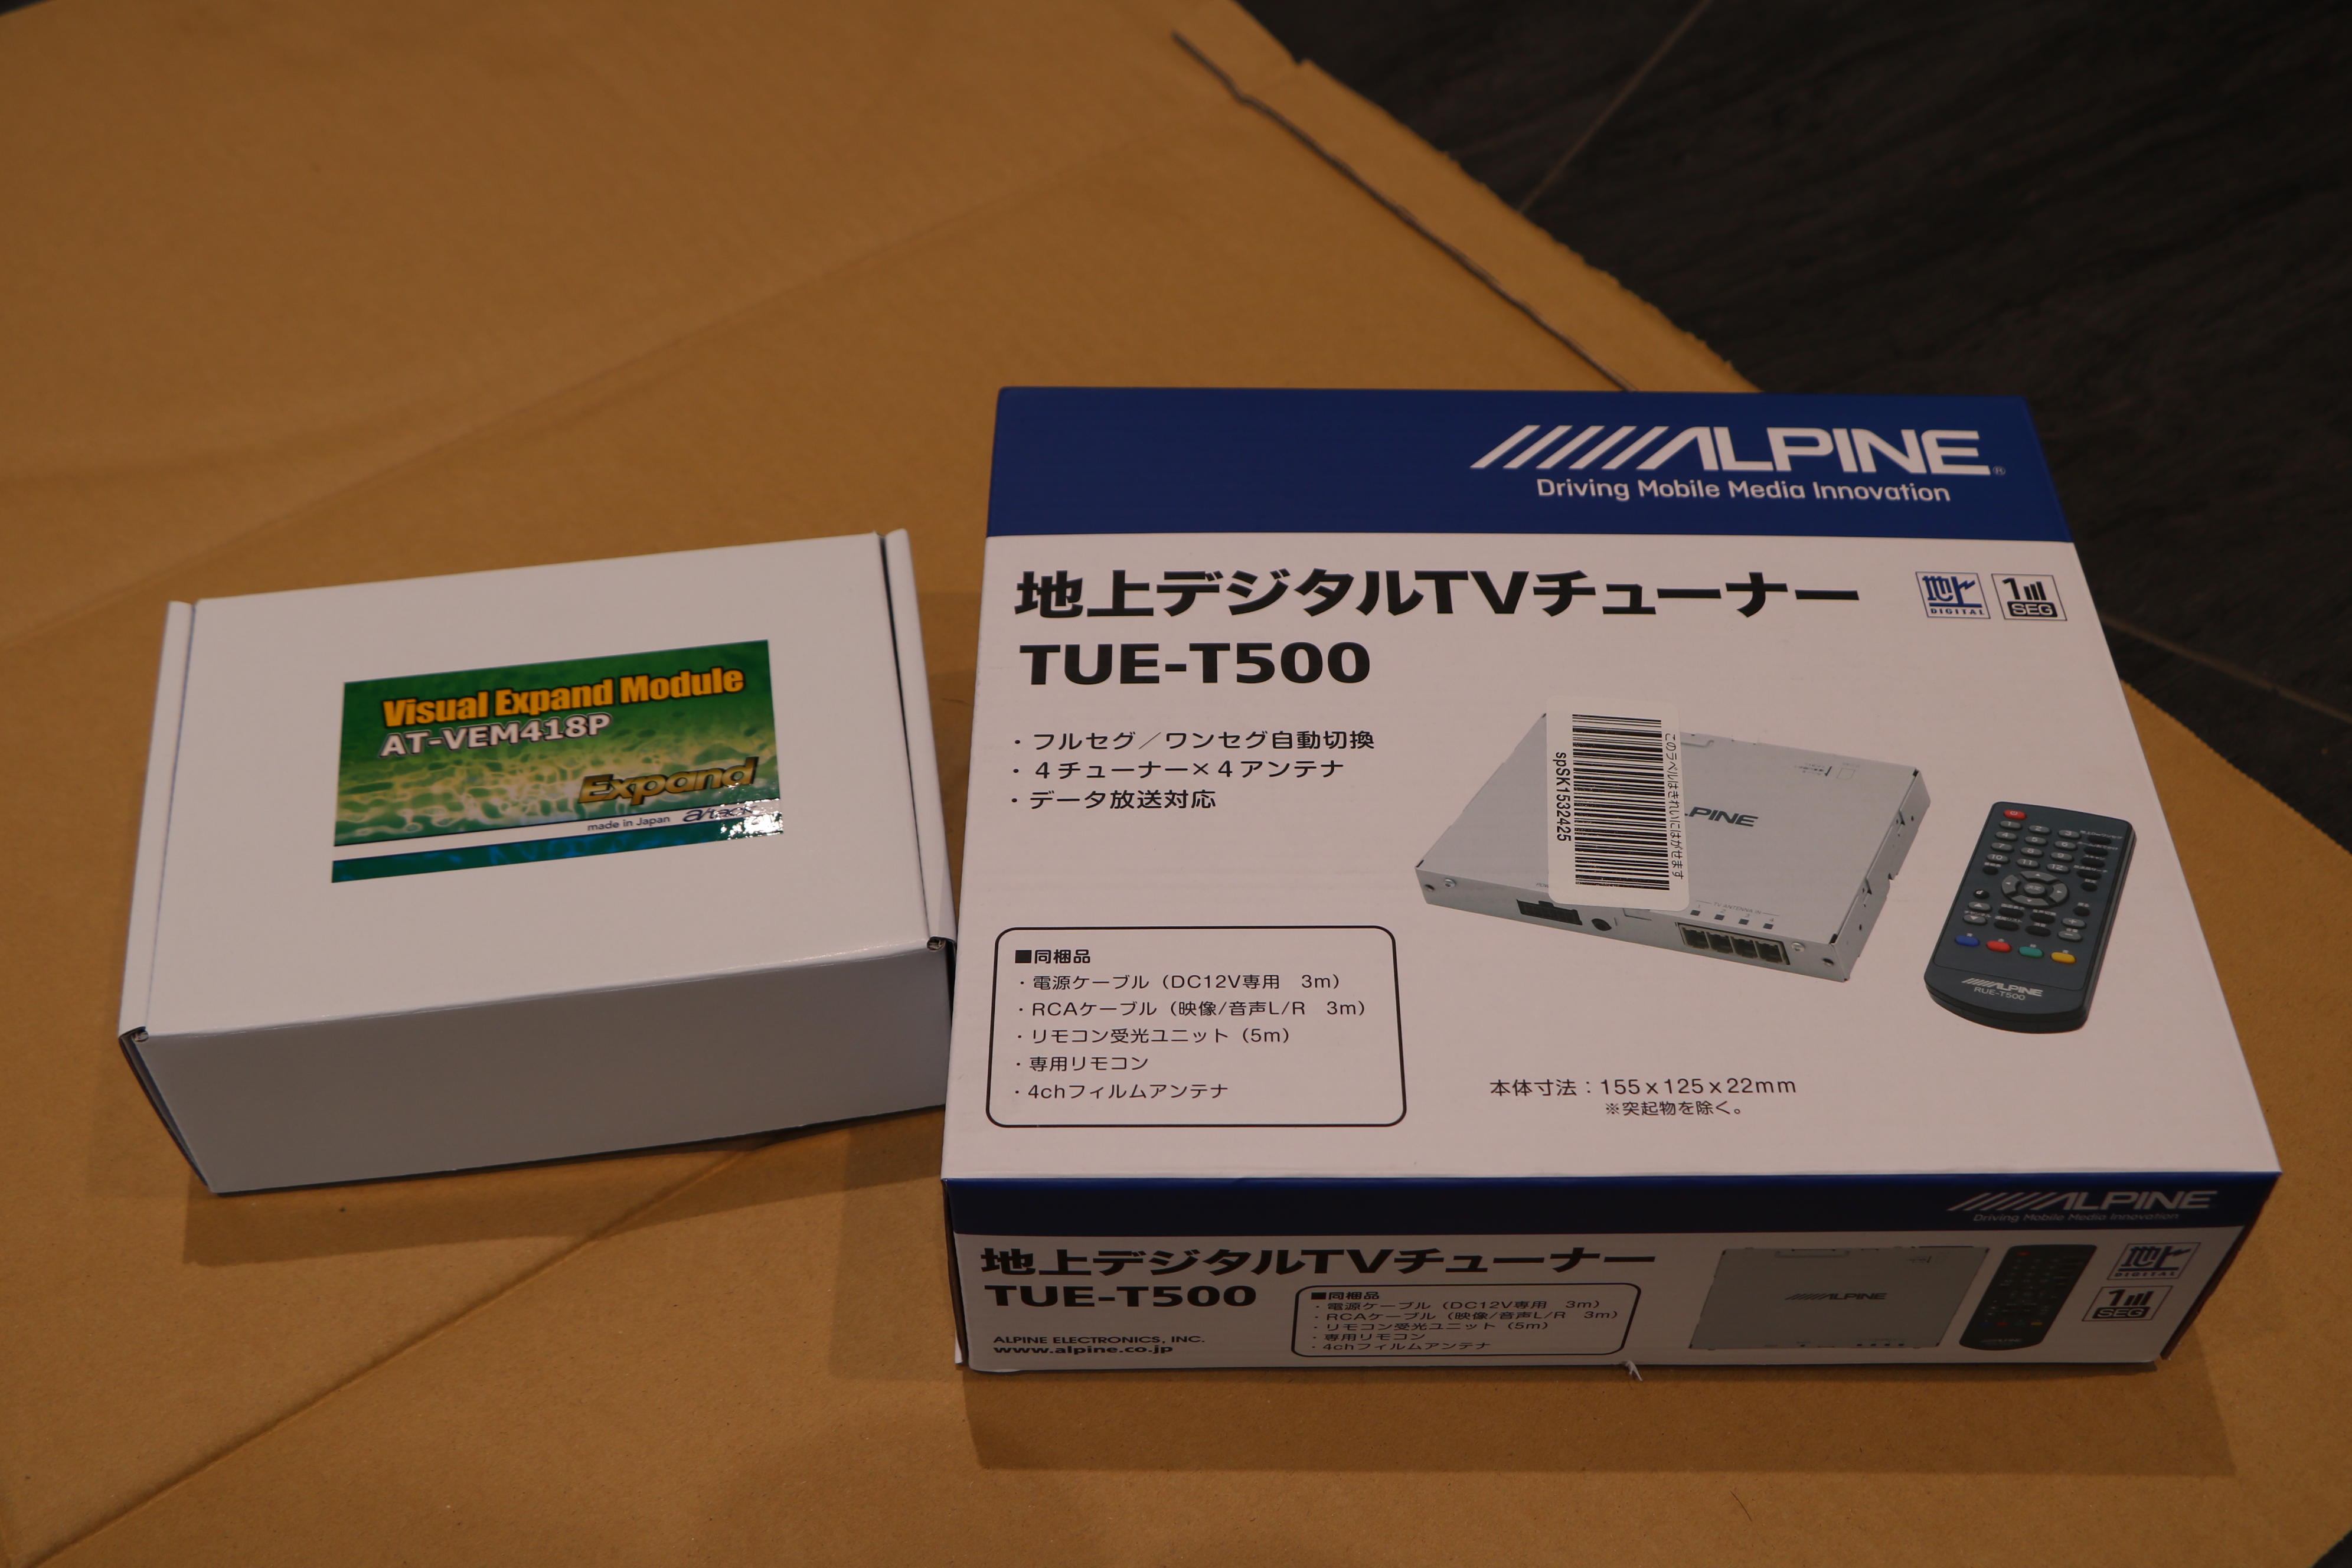 Visual Expand Module
AT-VEM418P
Expand
made in Japan
ALPINE®
Driving Mobile Media Innovation
地上デジタルTVチューナー
TUE-T500
地上
DIGITAL
1
SEG
・フルセグ／ワンセグ自動切換
・4チューナー×4アンテナ
・データ放送対応
このラベルはきれいにはがせます
spSK1532425
LPINE
ALPINE
RUE-T500
■同梱品
・電源ケーブル（DC12V専用 3m）
・RCAケーブル（映像/音声L/R 3m）
・リモコン受光ユニット（5m）
・専用リモコン
・4chフィルムアンテナ
本体寸法：155x125x22mm
※突起物を除く。
ALPINE
Driving Mobile Media Innovation
地上デジタルTVチューナー
TUE-T500
ALPINE ELECTRONICS, INC.
www.alpine.co.jp
■同梱品
・電源ケーブル（DC12V専用 3m）
・RCAケーブル（映像/音声L/R 3m）
・リモコン受光ユニット（5m）
・専用リモコン
・4chフィルムアンテナ
ALPINE
地上
DIGITAL
1
SEG